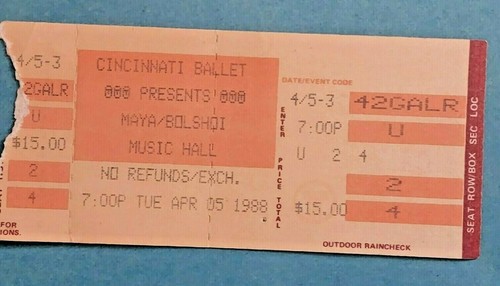 4/5-3
42GALR
U
$15.00
2
4
FOR
IONS.
CINCINNATI BALLET
@@@ PRESENTS'@@@
MAYA/BOLSHOI
MUSIC HALL
NO REFUNDS/EXCH.
7:00P TUE APR 05 1988
ENTER PRICE TOTAL
DATE/EVENT CODE
4/5-3 42GALR
7:00P U
U 2 4
2
$15.00 4
OUTDOOR RAINCHECK
SEAT ROW/BOX SEC LOC